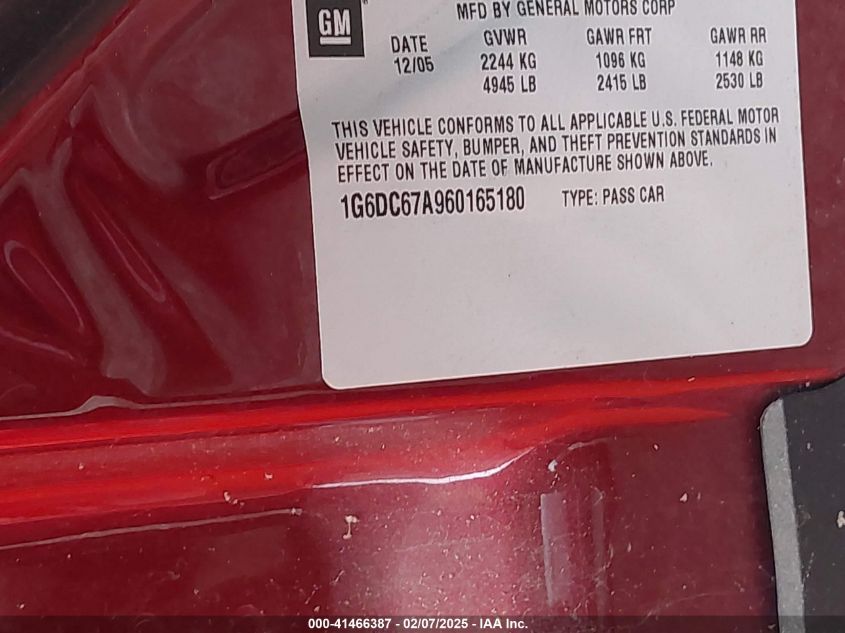 GM
MFD BY GENERAL MOTORS CORP
DATE GVWR GAWR FRT GAWR RR
12/05 2244 KG 1096 KG 1148 KG
4945 LB 2415 LB 2530 LB
THIS VEHICLE CONFORMS TO ALL APPLICABLE U.S. FEDERAL MOTOR
VEHICLE SAFETY, BUMPER, AND THEFT PREVENTION STANDARDS IN
EFFECT ON THE DATE OF MANUFACTURE SHOWN ABOVE.
1G6DC67A960165180 TYPE: PASS CAR
000-41466387 - 02/07/2025 - IAA Inc.